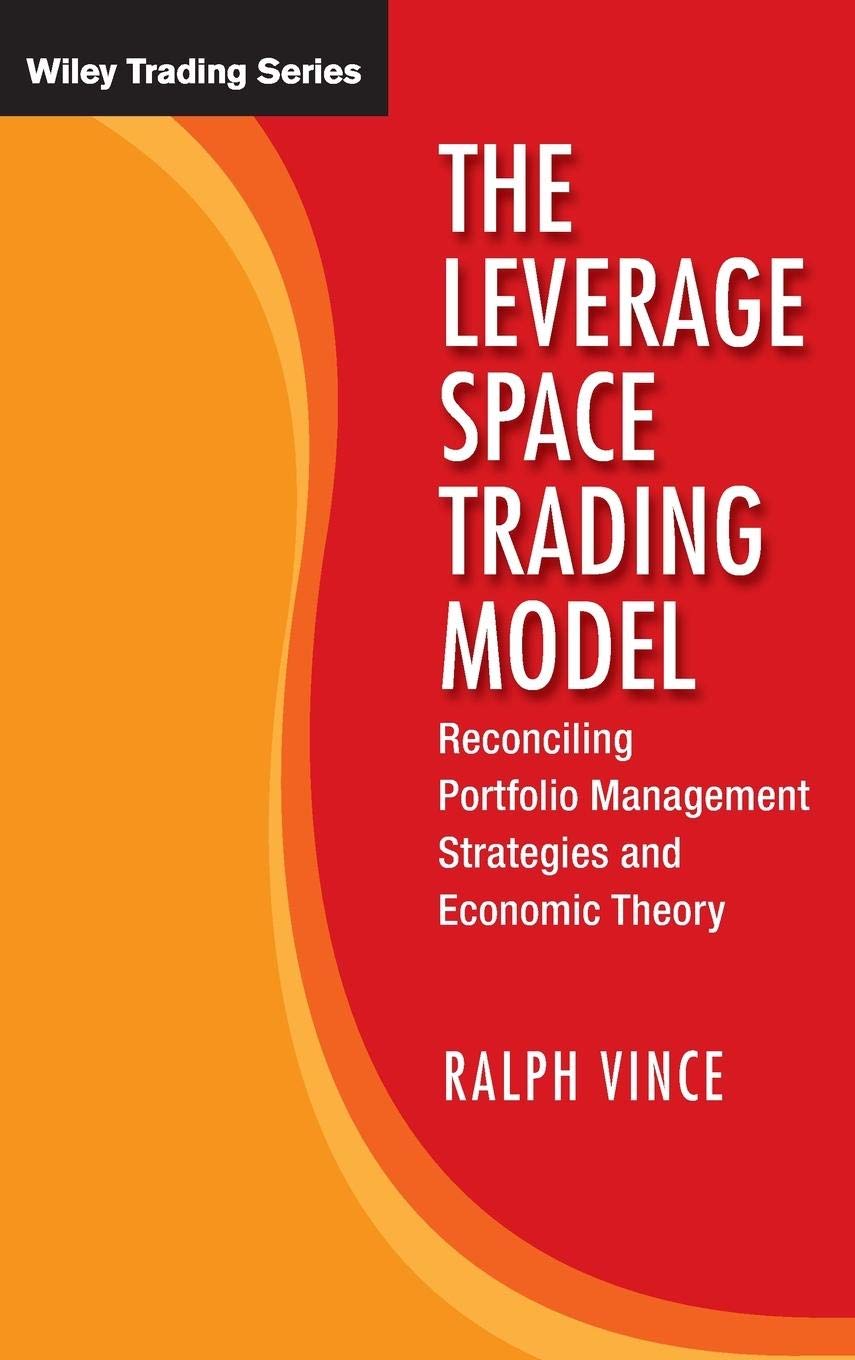 Wiley Trading Series
THE
LEVERAGE
SPACE
TRADING
MODEL
Reconciling
Portfolio Management
Strategies and
Economic Theory
RALPH VINCE